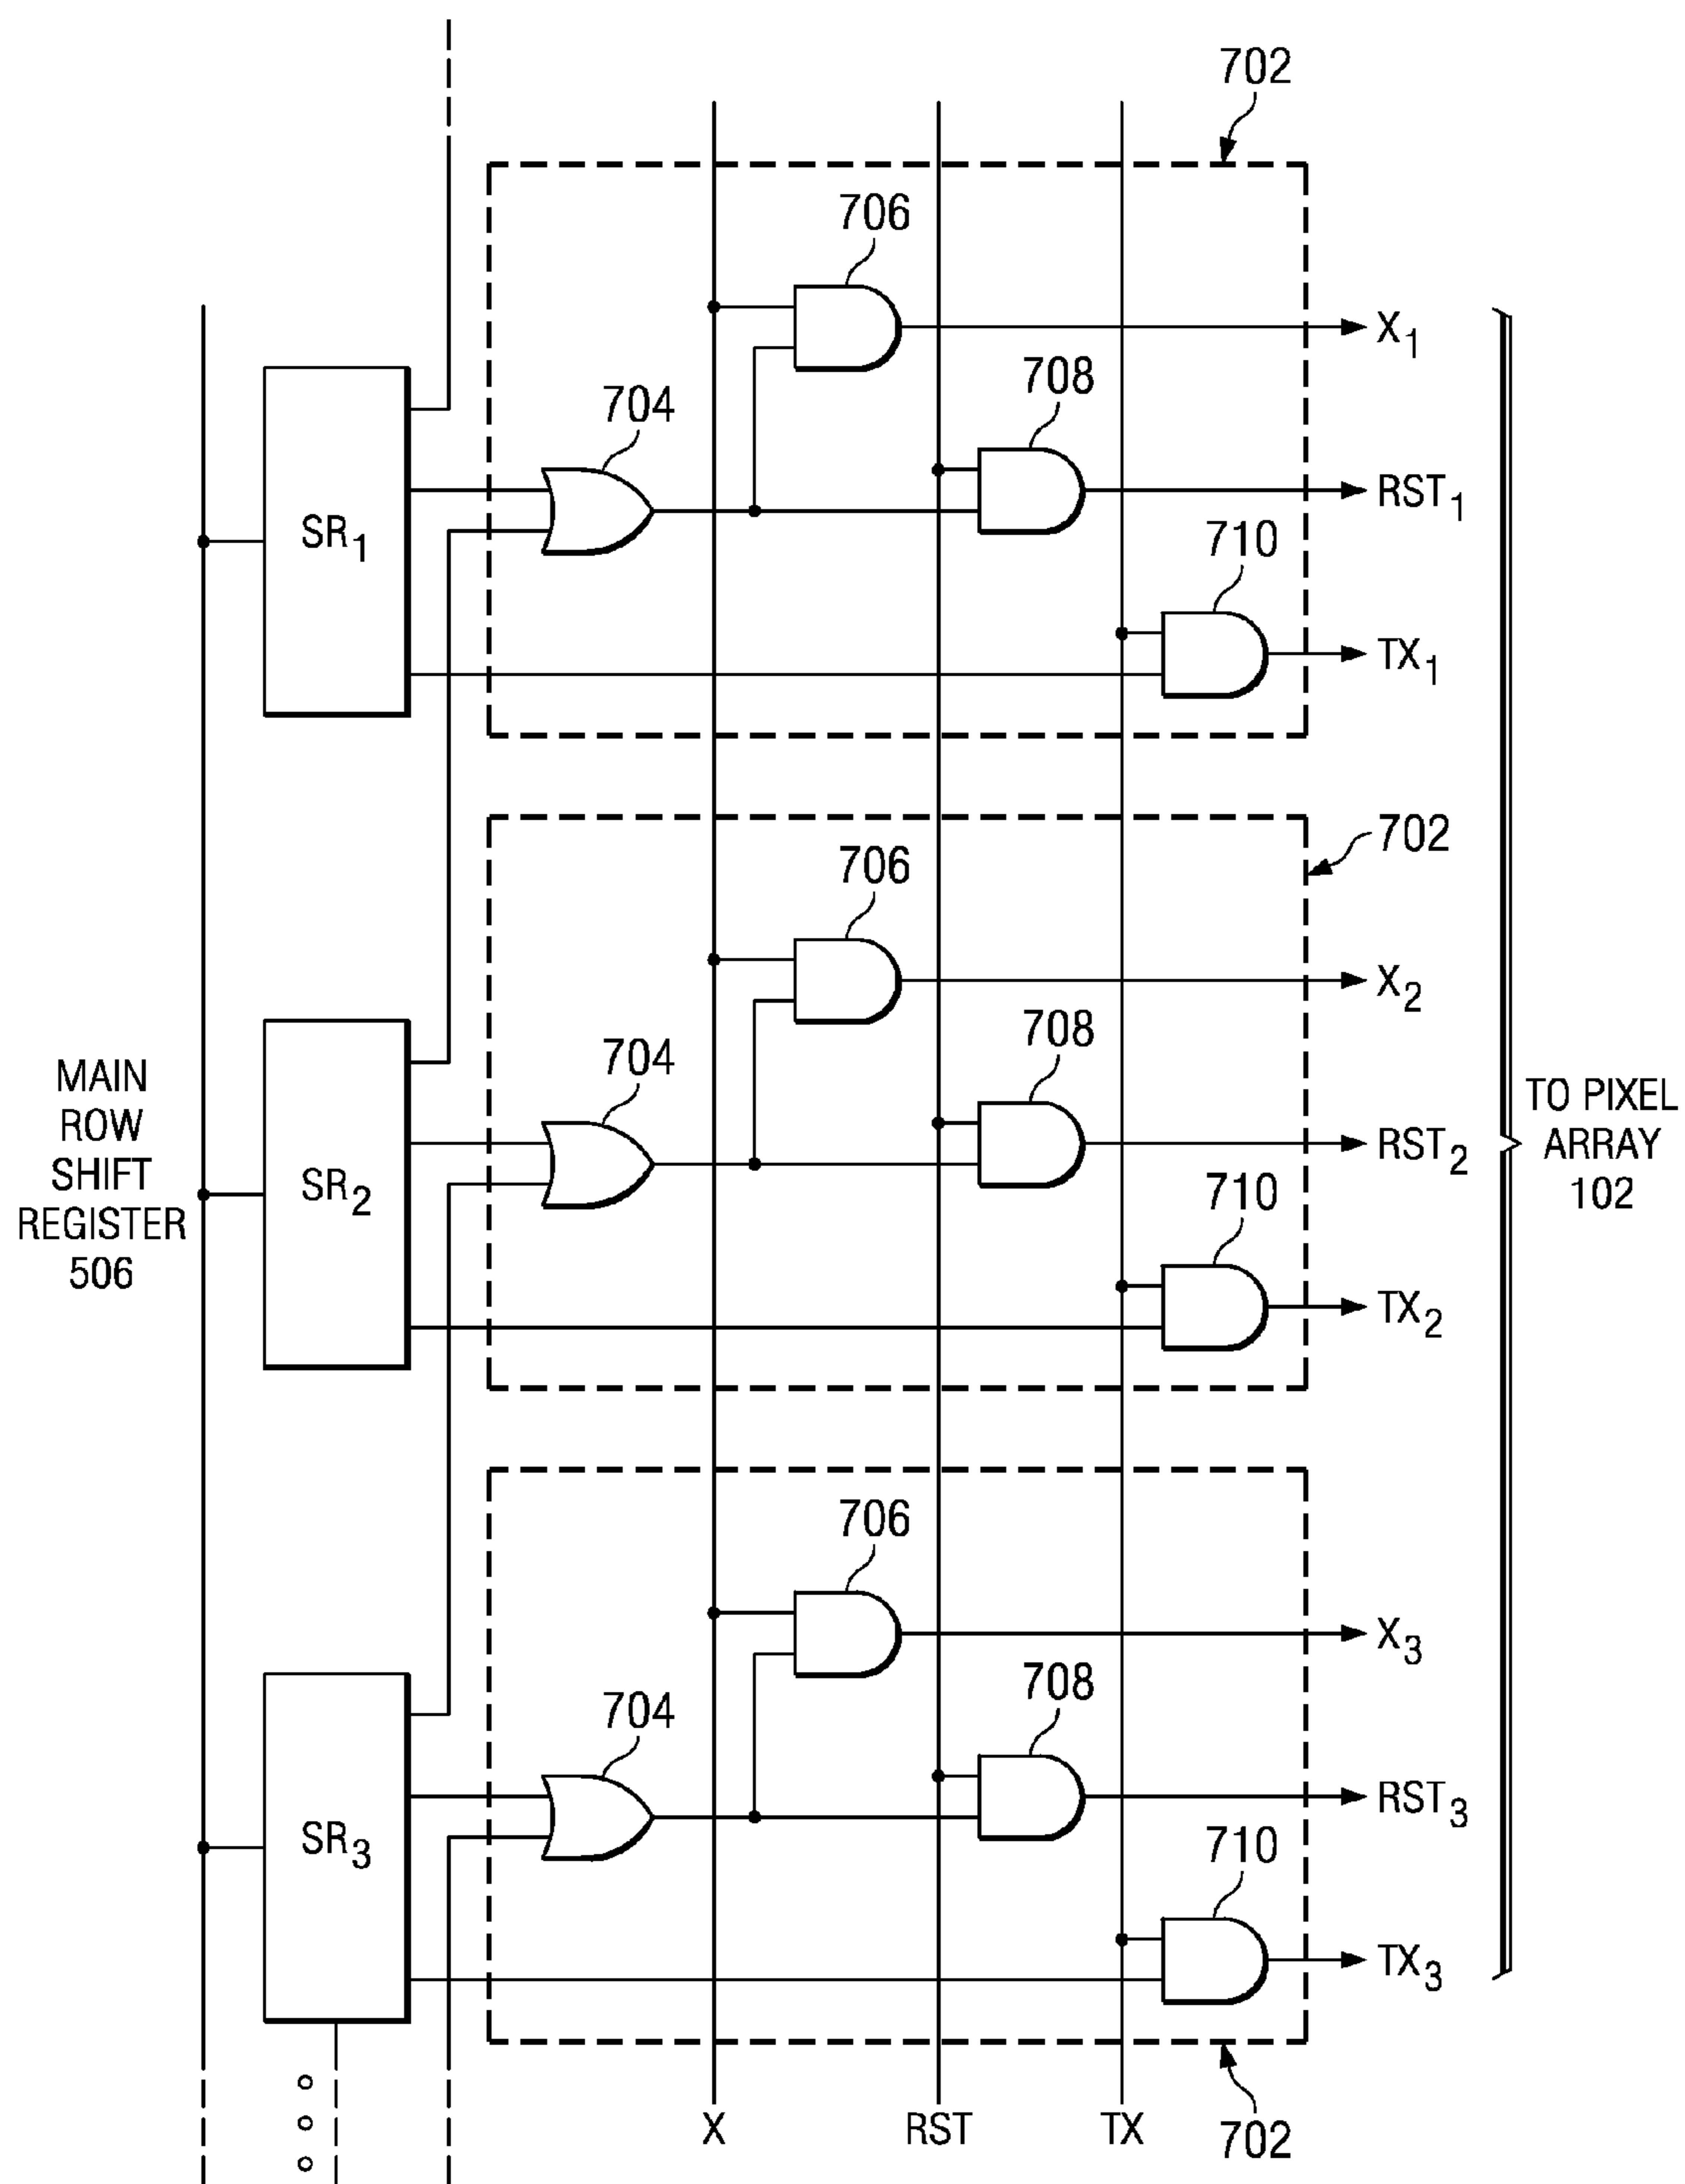 702
706
X1
708
704
RST1
SR1
710
TX1
702
706
X2
708
704
MAIN
ROW
SHIFT
REGISTER
506
RST2
TO PIXEL
ARRAY
102
SR2
710
TX2
706
X3
708
704
RST3
SR3
710
TX3
X
RST
TX
702